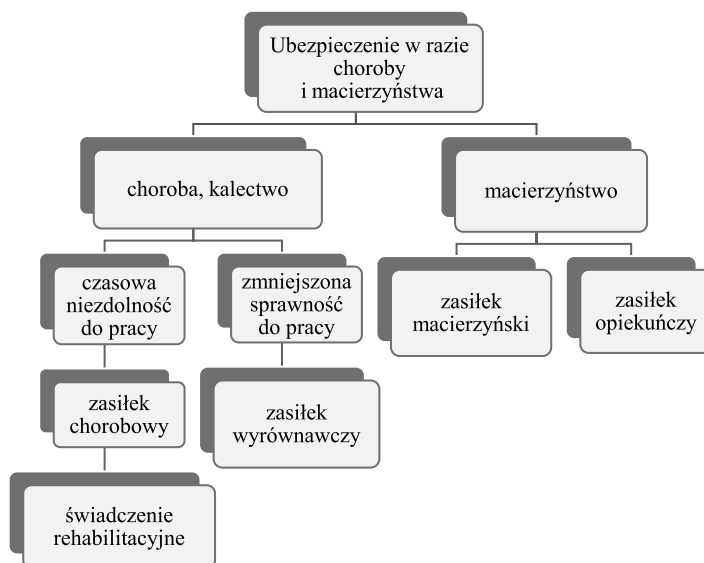 Ubezpieczenie w razie
choroby
i macierzyństwa
choroba, kalectwo
macierzyństwo
czasowa
niezdolność
do pracy
zmniejszona
sprawność
do pracy
zasiłek
macierzyński
zasiłek
opiekuńczy
zasiłek
chorobowy
zasiłek
wyrównawczy
świadczenie
rehabilitacyjne